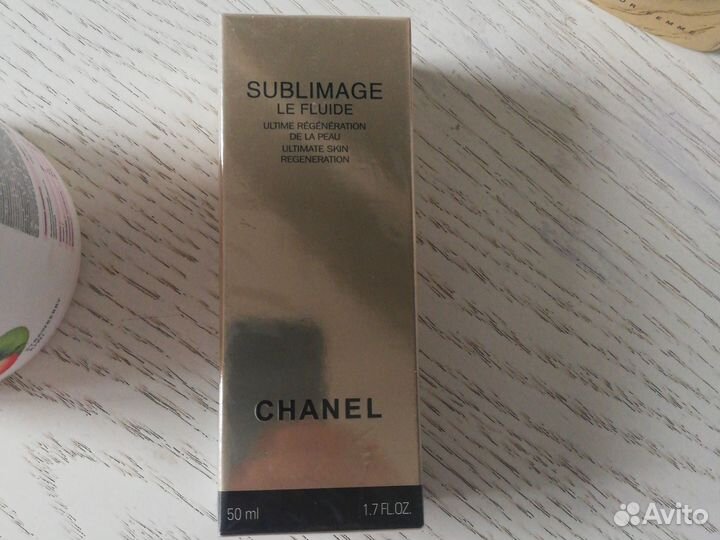 SUBLIMAGE
LE FLUIDE
ULTIME RÉGÉNÉRATION
DE LA PEAU
ULTIMATE SKIN
REGENERATION
CHANEL
50 ml 1.7 FL.OZ.
FEMME
Avito